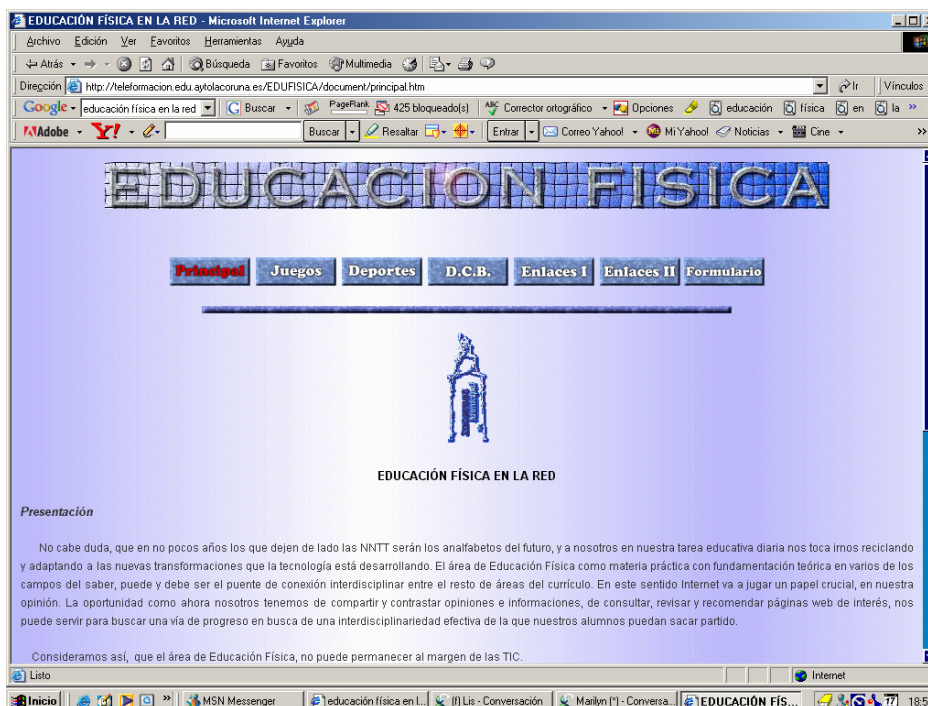 EDUCACIÓN FÍSICA EN LA RED - Microsoft Internet Explorer
Archivo Edición Ver Favoritos Herramientas Ayuda
Atrás Búsqueda Favoritos Multimedia
Dirección http://teleformacion.edu.aytolacoruna.es/EDUFISICA/document/principal.htm Ir Vínculos
Google educación física en la red Buscar PageRank 425 bloqueado(s) ABC Corrector ortográfico Opciones educación física en la »
Adobe Y! Buscar Resaltar Entrar Correo Yahoo! Mi Yahoo! Noticias Cine »
EDUCACION FISICA
Principal Juegos Deportes D.C.B. Enlaces I Enlaces II Formulario
EDUCACIÓN FÍSICA EN LA RED
Presentación
No cabe duda, que en no pocos años los que dejen de lado las NNTT serán los analfabetos del futuro, y a nosotros en nuestra tarea educativa diaria nos toca irnos reciclando
y adaptando a las nuevas transformaciones que la tecnología está desarrollando. El área de Educación Física como materia práctica con fundamentación teórica en varios de los
campos del saber, puede y debe ser el puente de conexión interdisciplinar entre el resto de áreas del currículo. En este sentido Internet va a jugar un papel crucial, en nuestra
opinión. La oportunidad como ahora nosotros tenemos de compartir y contrastar opiniones e informaciones, de consultar, revisar y recomendar páginas web de interés, nos
puede servir para buscar una vía de progreso en busca de una interdisciplinariedad efectiva de la que nuestros alumnos puedan sacar partido.
Consideramos así, que el área de Educación Física, no puede permanecer al margen de las TIC.
Listo Internet
Inicio » MSN Messenger educación física en l... (l) Lis - Conversación Marilyn (*) - Conversa... EDUCACIÓN FÍS... 18:5